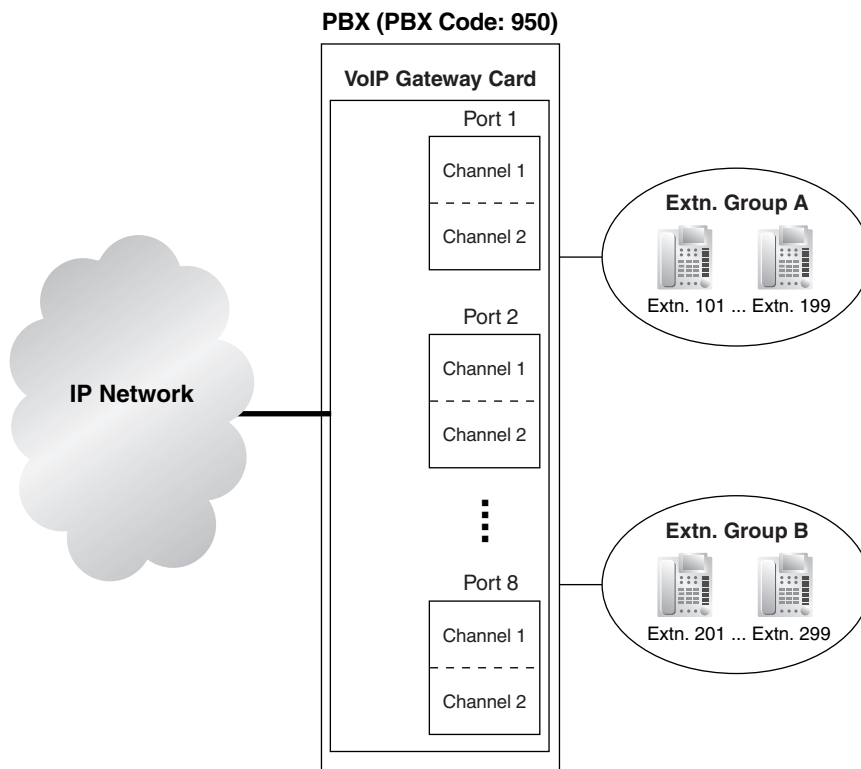 PBX (PBX Code: 950)
VoIP Gateway Card
Port 1
Channel 1
Channel 2
Port 2
Channel 1
Channel 2
Port 8
Channel 1
Channel 2
IP Network
Extn. Group A
Extn. 101 ... Extn. 199
Extn. Group B
Extn. 201 ... Extn. 299